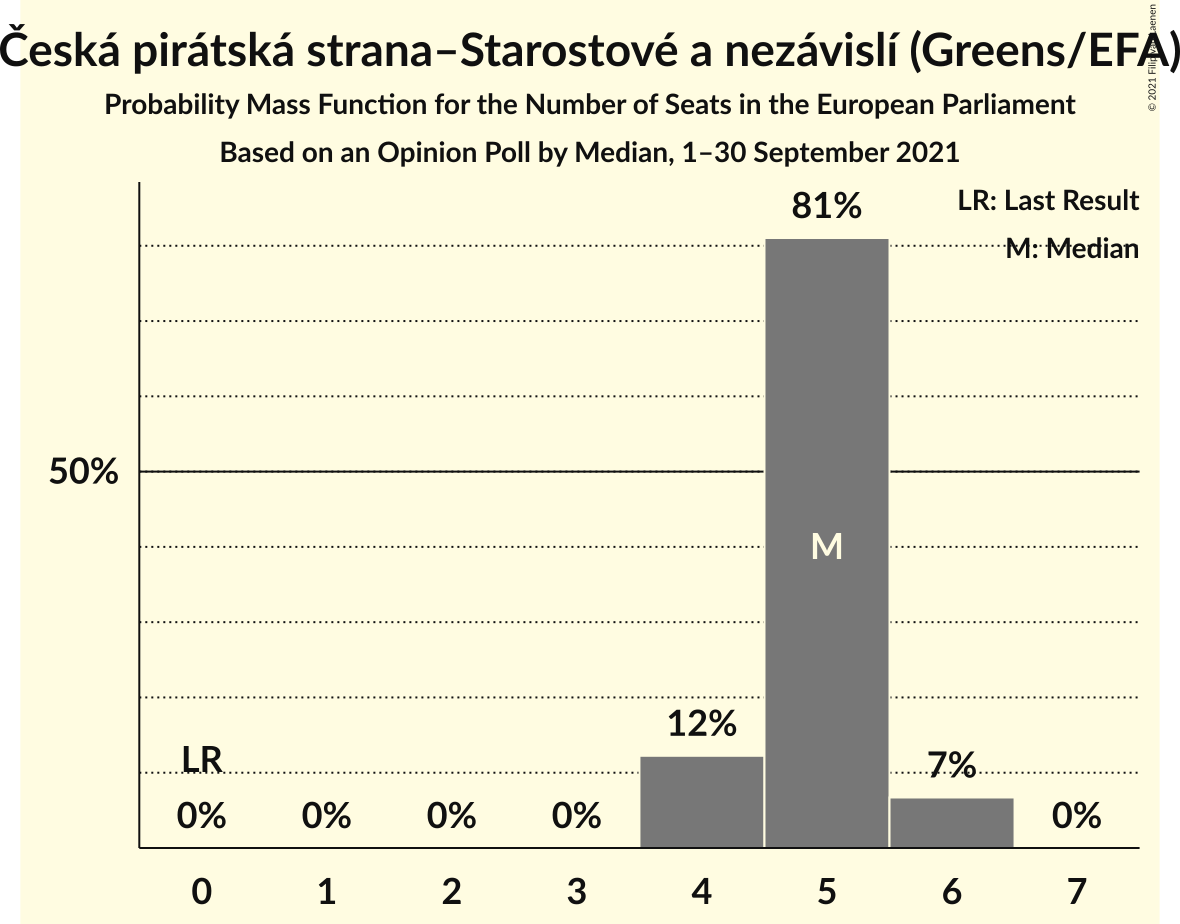 Česká pirátská strana–Starostové a nezávislí (Greens/EFA)
Probability Mass Function for the Number of Seats in the European Parliament
Based on an Opinion Poll by Median, 1–30 September 2021
© 2021 Filip
LR: Last Result
M: Median
81%
50%
M
12%
LR
7%
0% 0% 0% 0% 0%
0 1 2 3 4 5 6 7